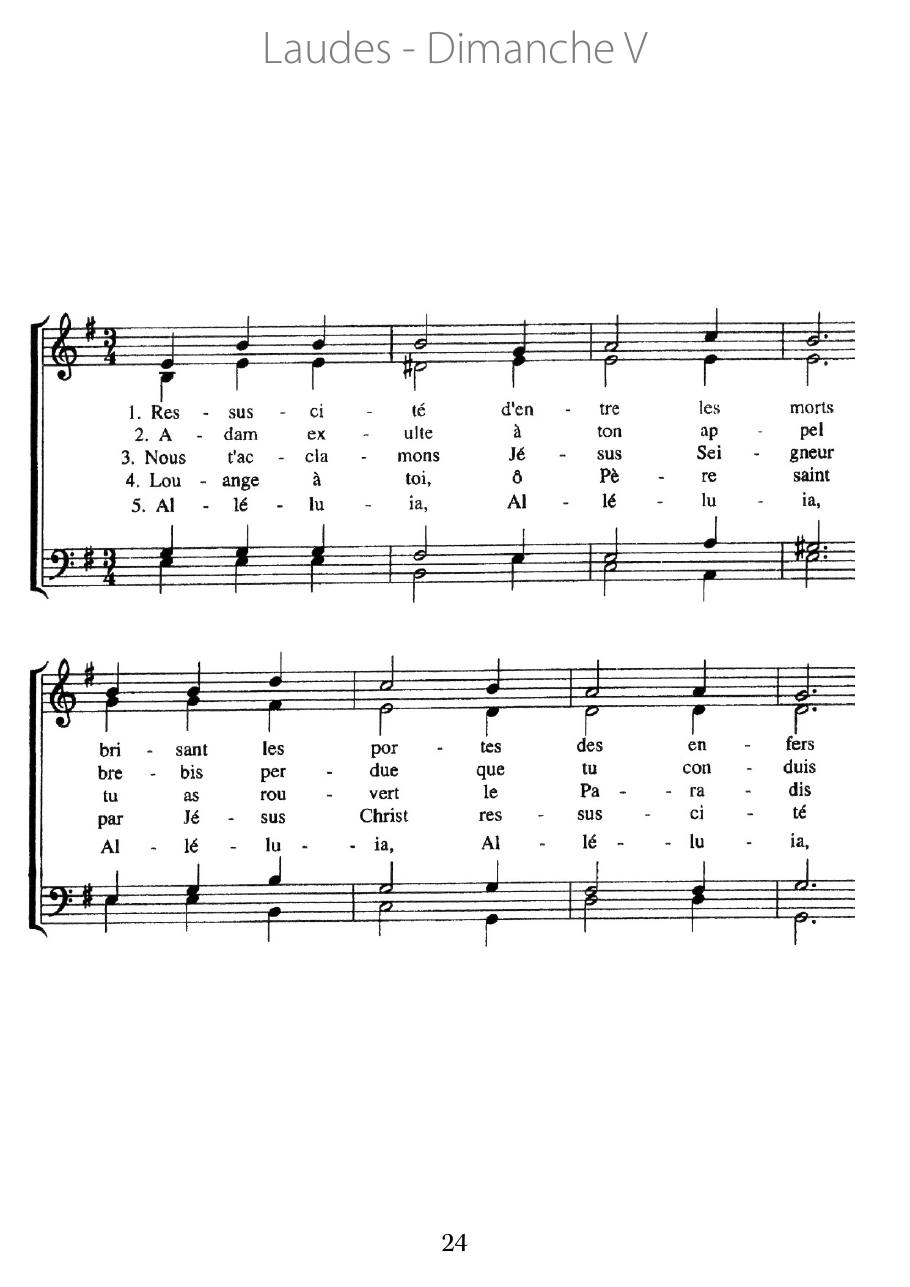 Laudes - Dimanche V
3
4
1. Res - sus - ci - té d'en - tre les morts
2. A - dam ex - ulte à ton ap - pel
3. Nous t'ac - cla - mons Jé - sus Sei - gneur
4. Lou - ange à toi, ô Pè - re saint
5. Al - lé - lu - ia, Al - lé - lu - ia,
3
4
bri - sant les por - tes des en - fers
bre - bis per - due que tu con - duis
tu as rou - vert le Pa - - ra - dis
par Jé - sus Christ res - sus - ci - té
Al - lé - lu - - ia, Al - lé - - lu - ia,
24